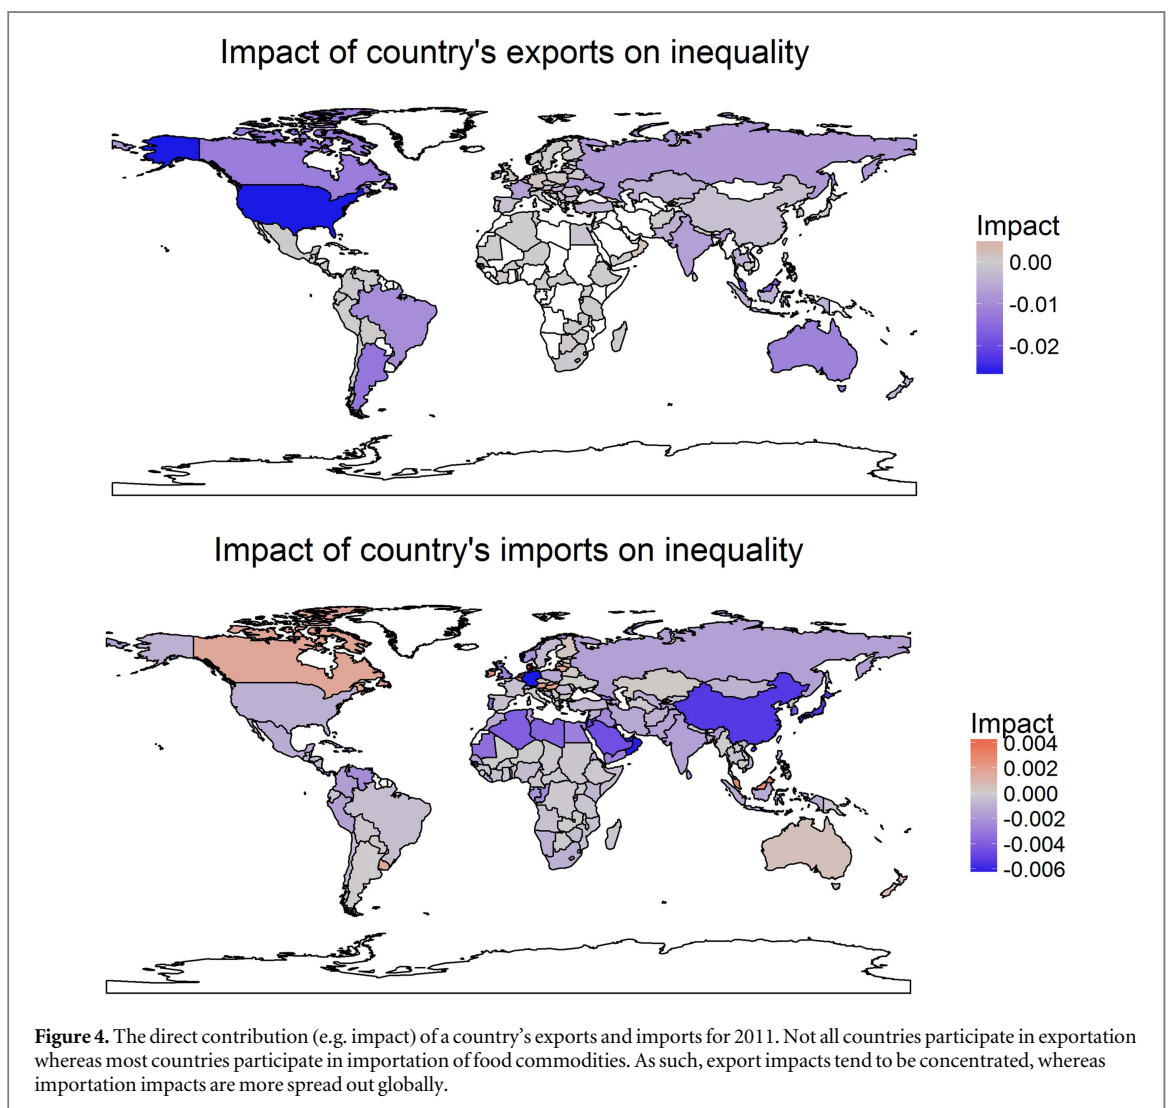 Impact of country's exports on inequality
Impact
0.00
-0.01
-0.02
Impact of country's imports on inequality
Impact
0.004
0.002
0.000
-0.002
-0.004
-0.006
Figure 4. The direct contribution (e.g. impact) of a country's exports and imports for 2011. Not all countries participate in exportation
whereas most countries participate in importation of food commodities. As such, export impacts tend to be concentrated, whereas
importation impacts are more spread out globally.